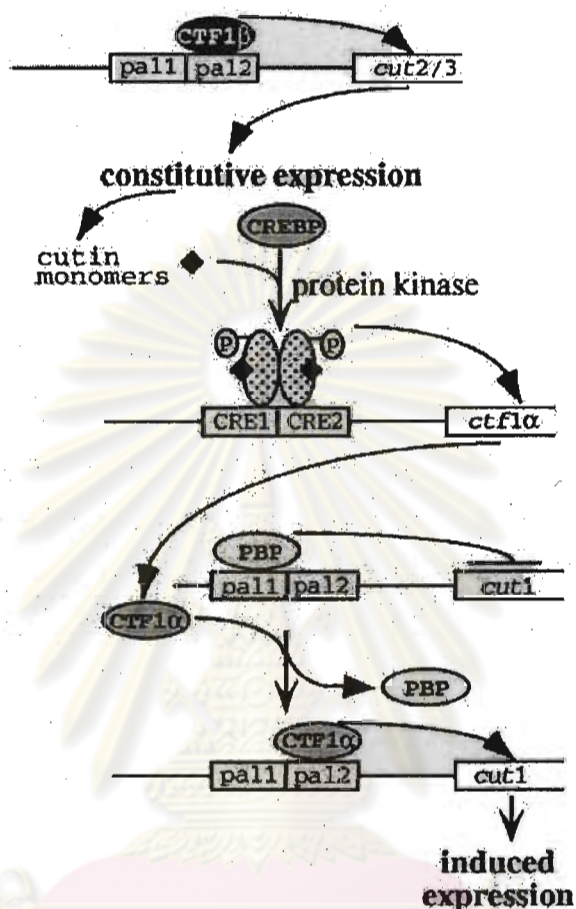 CTF1β
pal1 pal2 cut2/3
constitutive expression
CREBP
cutin
monomers
protein kinase
P P
CRE1 CRE2 ctf1α
PBP
pal1 pal2 cut1
CTF1α
PBP
CTF1α
pal1 pal2 cut1
induced
expression